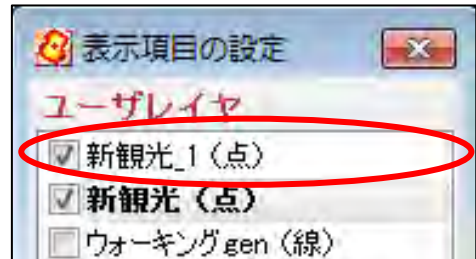 表示項目の設定
ユーザレイヤ
新観光_1（点）
新観光（点）
ウォーキングgen（線）